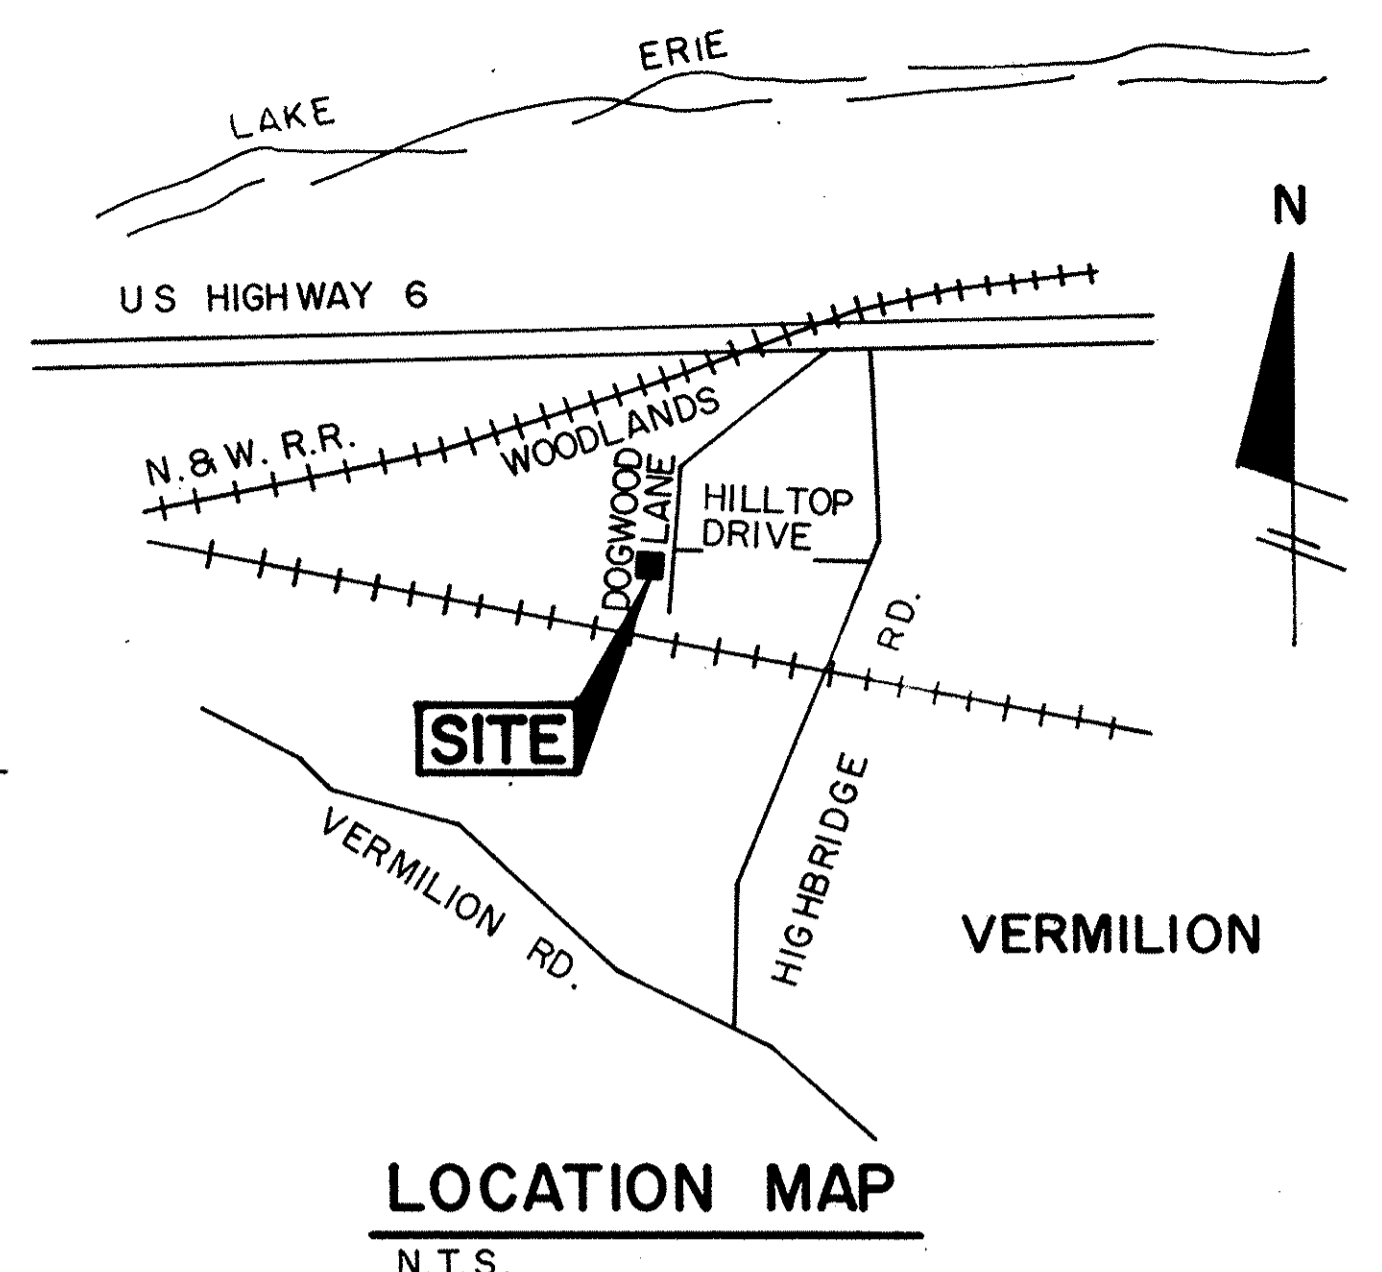 ERIE
LAKE
N
US HIGHWAY 6
N. & W. R.R.
WOODLANDS
DOGWOOD
LANE
HILLTOP
DRIVE
RD.
HIGHBRIDGE
SITE
VERMILION RD.
VERMILION
LOCATION MAP
N.T.S.